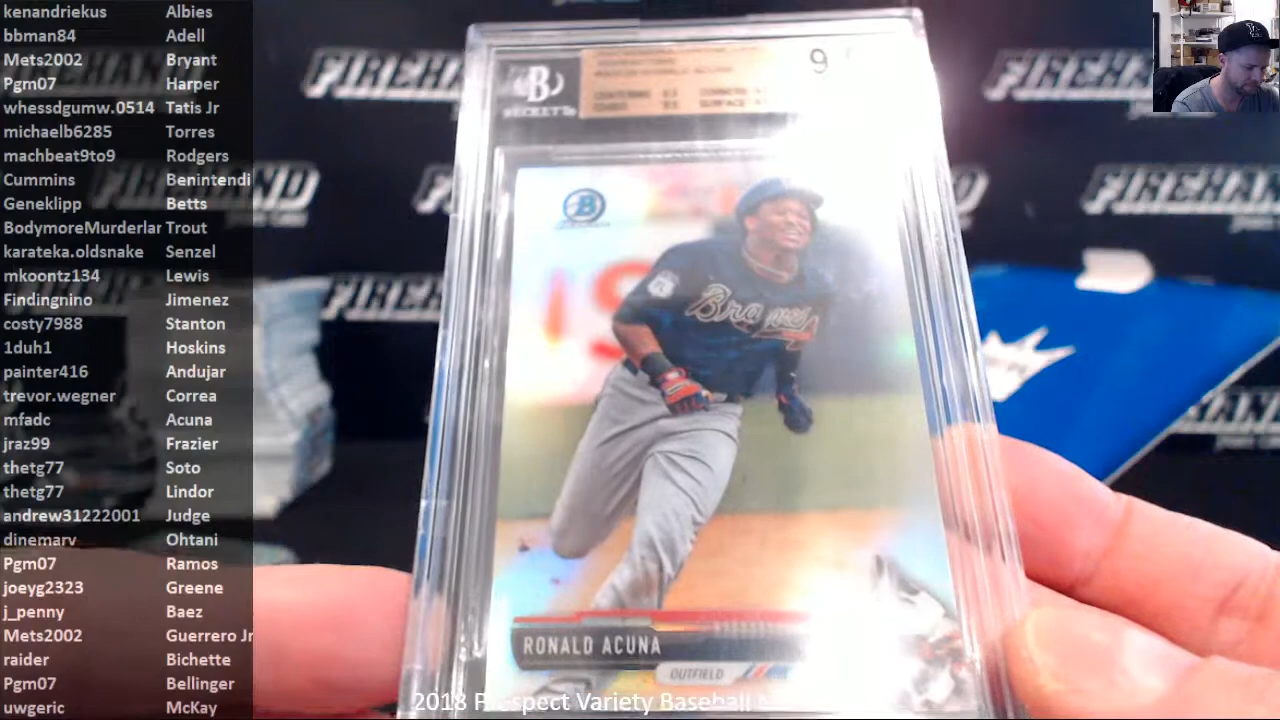 kenandriekus Albies
bbman84 Adell
Mets2002 Bryant
Pgm07 Harper
whessdgumw.0514 Tatis Jr
michaelb6285 Torres
machbeat9to9 Rodgers
Cummins Benintendi
Geneklipp Betts
BodymoreMurderlar Trout
karateka.oldsnake Senzel
mkoontz134 Lewis
Findingnino Jimenez
costy7988 Stanton
1duh1 Hoskins
painter416 Andujar
trevor.wegner Correa
mfadc Acuna
jraz99 Frazier
thetg77 Soto
thetg77 Lindor
andrew31222001 Judge
dinemarv Ohtani
Pgm07 Ramos
joeyg2323 Greene
j_penny Baez
Mets2002 Guerrero Jr
raider Bichette
Pgm07 Bellinger
uwgeric McKay
FIREHAND
B
BECKETT
9
B
Braves
RONALD ACUNA
OUTFIELD
2018 Prospect Variety Baseball